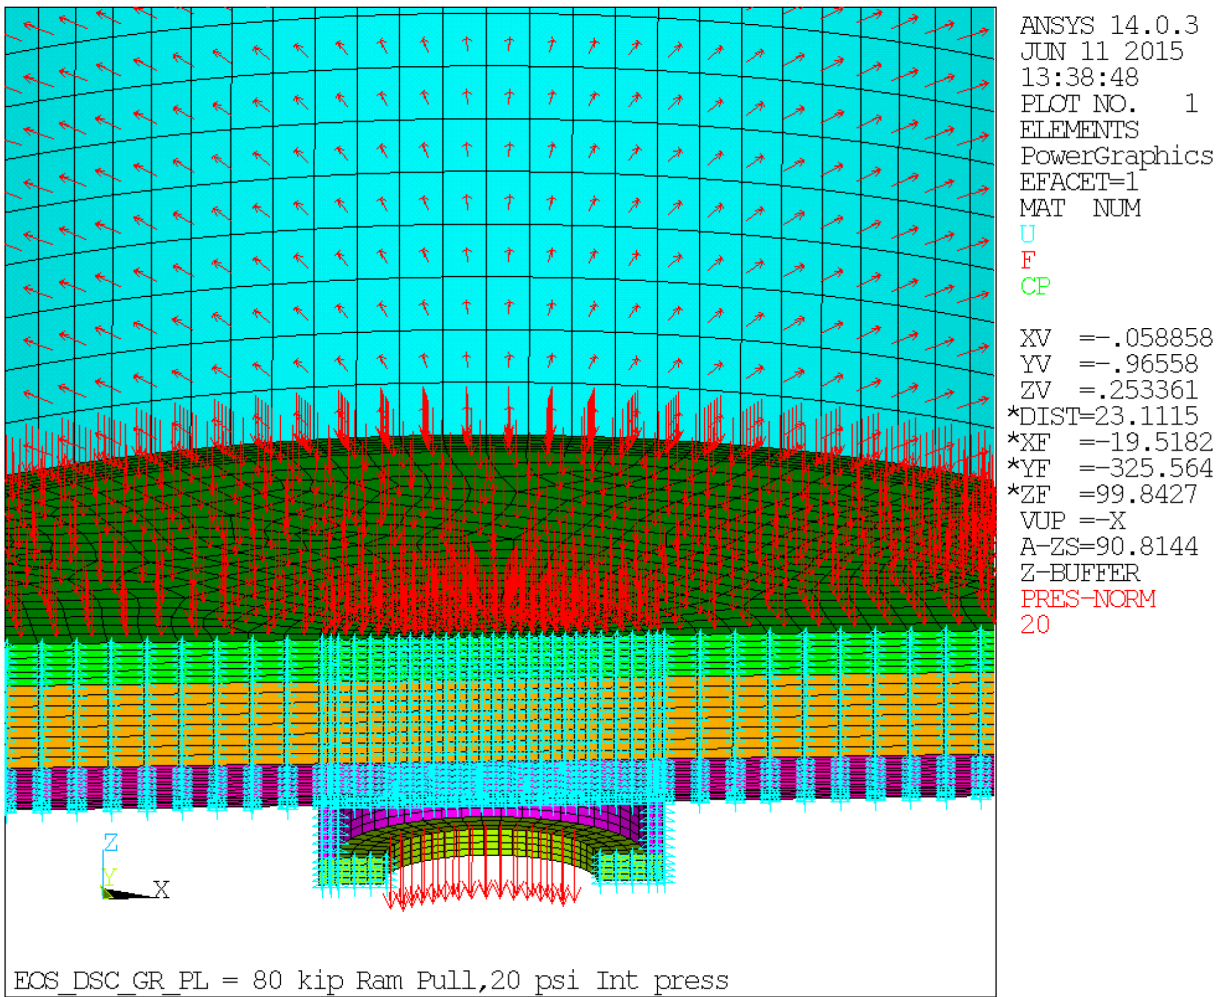 ANSYS 14.0.3
JUN 11 2015
13:38:48
PLOT NO.   1
ELEMENTS
PowerGraphics
EFACET=1
MAT  NUM
U
F
CP
XV  =-.058858
YV  =-.96558
ZV  =.253361
*DIST=23.1115
*XF  =-19.5182
*YF  =-325.564
*ZF  =99.8427
VUP =-X
A-ZS=90.8144
Z-BUFFER
PRES-NORM
20
Z
Y
X
EOS_DSC_GR_PL = 80 kip Ram Pull,20 psi Int press